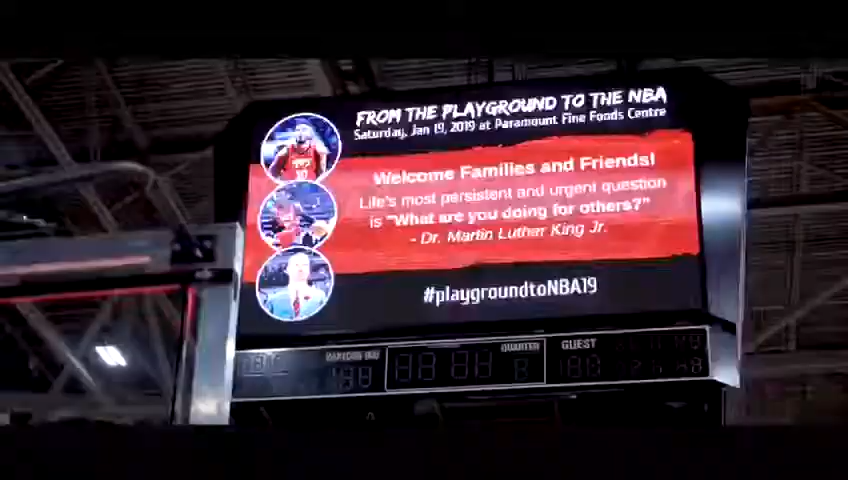 FROM THE PLAYGROUND TO THE NBA
Saturday, Jan 19, 2019 at Paramount Fine Foods Centre
Welcome Families and Friends!
Life's most persistent and urgent question
is "What are you doing for others?"
- Dr. Martin Luther King Jr.
#playgroundtoNBA19
QUARTER
GUEST